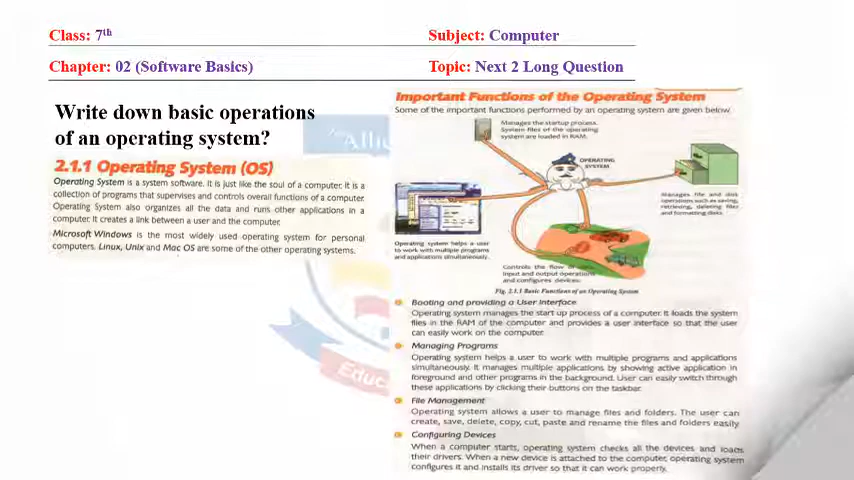 Class: 7th
Subject: Computer
Chapter: 02 (Software Basics)
Topic: Next 2 Long Question
Write down basic operations
of an operating system?
2.1.1 Operating System (OS)
Operating System is a system software. It is just like the soul of a computer. It is a
collection of programs that supervises and controls overall functions of a computer.
Operating System also organizes all the data and runs other applications in a
computer. It creates a link between a user and the computer.
Microsoft Windows is the most widely used operating system for personal
computers. Linux, Unix and Mac OS are some of the other operating systems.
Important Functions of the Operating System
Some of the important functions performed by an operating system are given below.
Manages the startup process.
System files of the operating
system are loaded in RAM.
OPERATING
SYSTEM
Manages file and disk
operations such as saving,
retrieving, deleting files
and formatting disks.
Operating system helps a user
to work with multiple programs
and applications simultaneously.
Controls the flow of
input and output operations
and configures devices.
Fig. 2.1.1 Basic Functions of an Operating System
Booting and providing a User Interface
Operating system manages the start up process of a computer. It loads the system
files in the RAM of the computer and provides a user interface so that the user
can easily work on the computer.
Managing Programs
Operating system helps a user to work with multiple programs and applications
simultaneously. It manages multiple applications by showing active application in
foreground and other programs in the background. User can easily switch through
these applications by clicking their buttons on the taskbar.
File Management
Operating system allows a user to manage files and folders. The user can
create, save, delete, copy, cut, paste and rename the files and folders easily
Configuring Devices
When a computer starts, operating system checks all the devices and loads
their drivers. When a new device is attached to the computer, operating system
configures it and installs its driver so that it can work properly.
Allie
Educ